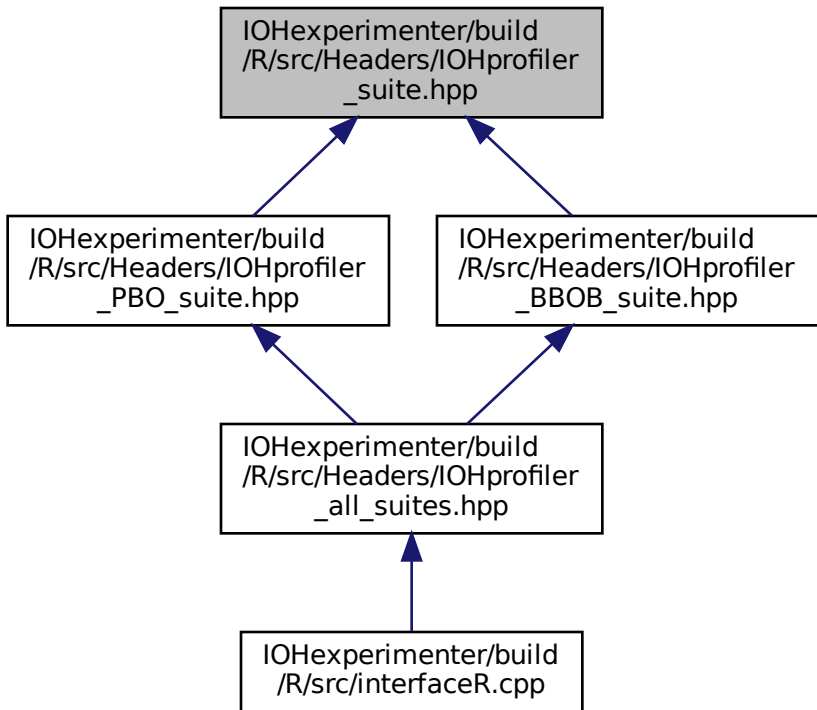 IOHexperimenter/build
/R/src/Headers/IOHprofiler
_suite.hpp
IOHexperimenter/build
/R/src/Headers/IOHprofiler
_PBO_suite.hpp
IOHexperimenter/build
/R/src/Headers/IOHprofiler
_BBOB_suite.hpp
IOHexperimenter/build
/R/src/Headers/IOHprofiler
_all_suites.hpp
IOHexperimenter/build
/R/src/interfaceR.cpp